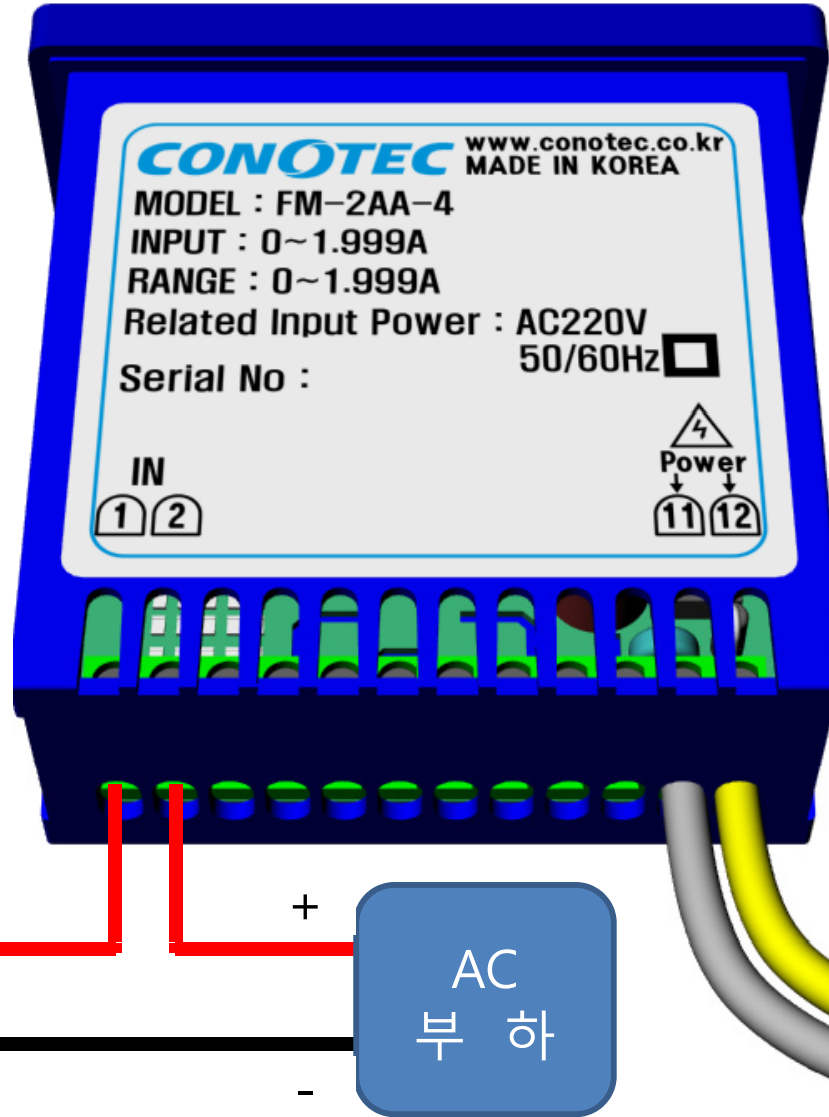 CONOTEC www.conotec.co.kr
MADE IN KOREA
MODEL : FM-2AA-4
INPUT : 0~1.999A
RANGE : 0~1.999A
Related Input Power : AC220V
50/60Hz
Serial No :
IN
Power
1 2
11 12
+
AC
부 하
-